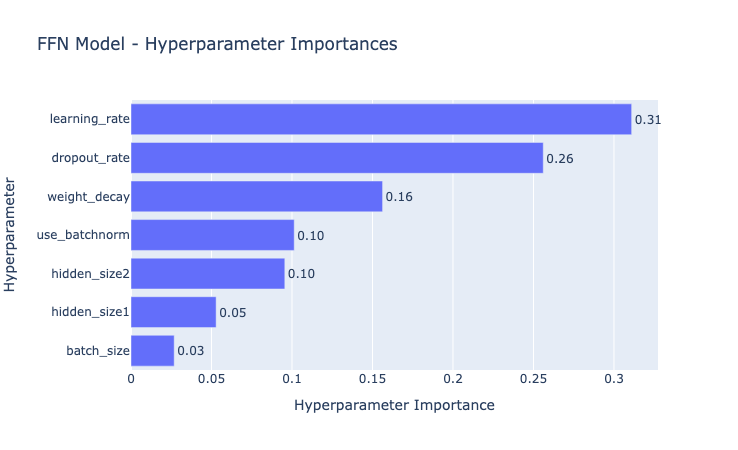 FFN Model - Hyperparameter Importances
Hyperparameter
learning_rate 0.31
dropout_rate 0.26
weight_decay 0.16
use_batchnorm 0.10
hidden_size2 0.10
hidden_size1 0.05
batch_size 0.03
0 0.05 0.1 0.15 0.2 0.25 0.3
Hyperparameter Importance